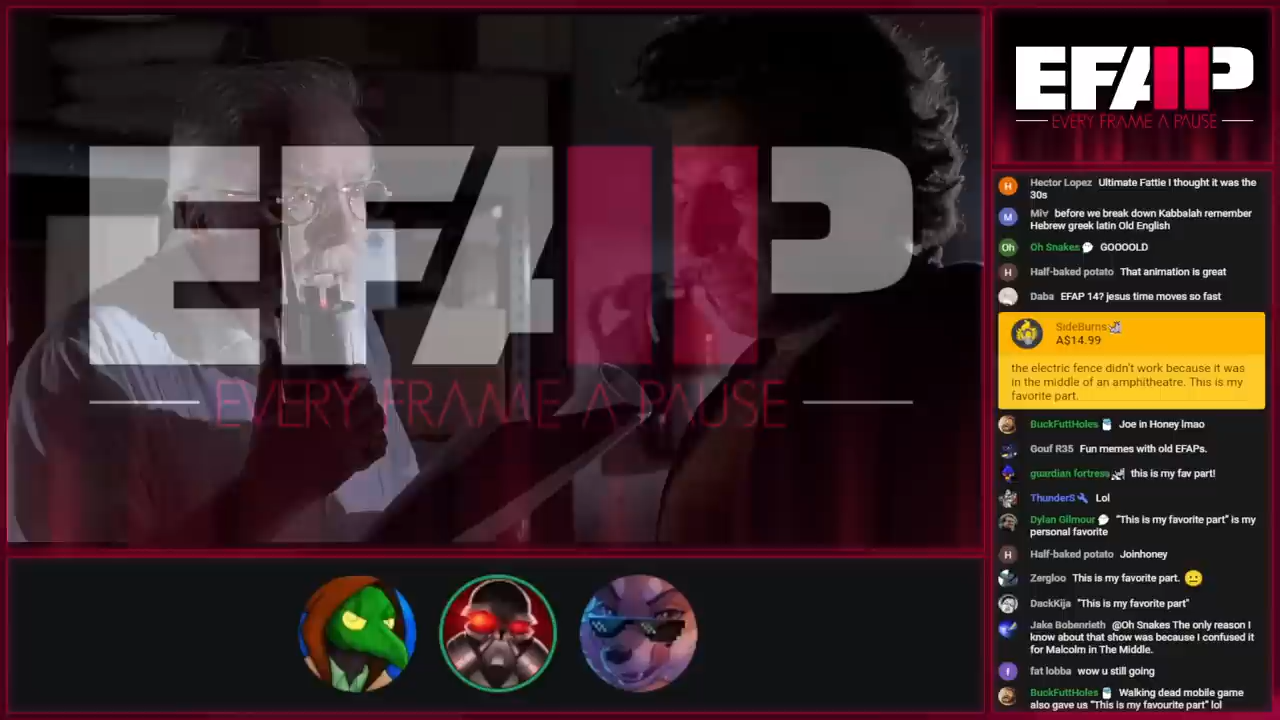 EFAP
EVERY FRAME A PAUSE
EFAP
EVERY FRAME A PAUSE
H
Hector Lopez Ultimate Fattie I thought it was the
30s
M
Mi∀ before we break down Kabbalah remember
Hebrew greek latin Old English
Oh
Oh Snakes GOOOOLD
H
Half-baked potato That animation is great
Daba EFAP 14? jesus time moves so fast
SideBurns
A$14.99
the electric fence didn't work because it was
in the middle of an amphitheatre. This is my
favorite part.
BuckFuttHoles Joe in Honey lmao
Gouf R35 Fun memes with old EFAPs.
guardian fortress this is my fav part!
ThunderS Lol
Dylan Gilmour "This is my favorite part" is my
personal favorite
H
Half-baked potato Joinhoney
Zergloo This is my favorite part.
DackKija "This is my favorite part"
Jake Bobenrieth @Oh Snakes The only reason I
know about that show was because I confused it
for Malcolm in The Middle.
f
fat lobba wow u still going
BuckFuttHoles Walking dead mobile game
also gave us "This is my favourite part" lol